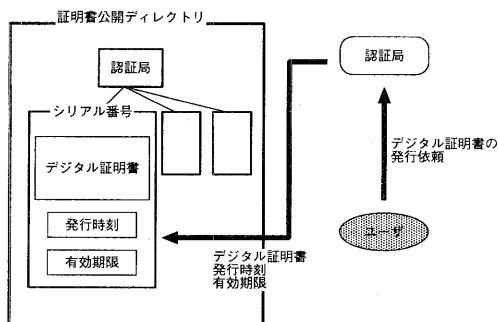 証明書公開ディレクトリ
認証局
認証局
シリアル番号
デジタル証明書
発行時刻
有効期限
デジタル証明書の
発行依頼
ユーザ
デジタル証明書
発行時刻
有効期限